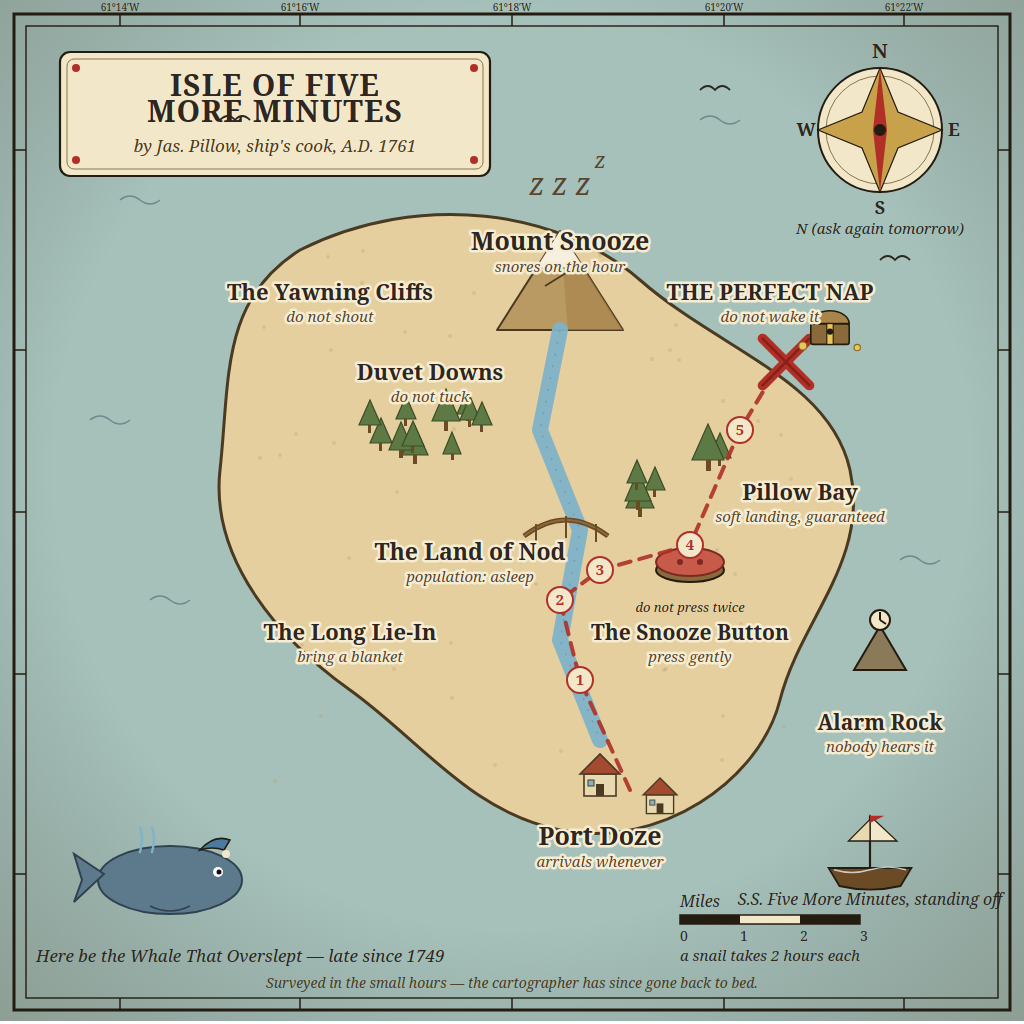 61°14'W 61°16'W 61°18'W 61°20'W 61°22'W
ISLE OF FIVE
MORE MINUTES
by Jas. Pillow, ship's cook, A.D. 1761
N
W E
S
N (ask again tomorrow)
Z Z Z Z
Mount Snooze
snores on the hour
The Yawning Cliffs
do not shout
THE PERFECT NAP
do not wake it
Duvet Downs
do not tuck
5
Pillow Bay
soft landing, guaranteed
4
The Land of Nod
population: asleep
3
2
do not press twice
The Long Lie-In
bring a blanket
The Snooze Button
press gently
1
Alarm Rock
nobody hears it
Port Doze
arrivals whenever
S.S. Five More Minutes, standing off
Miles
0 1 2 3
a snail takes 2 hours each
Here be the Whale That Overslept — late since 1749
Surveyed in the small hours — the cartographer has since gone back to bed.